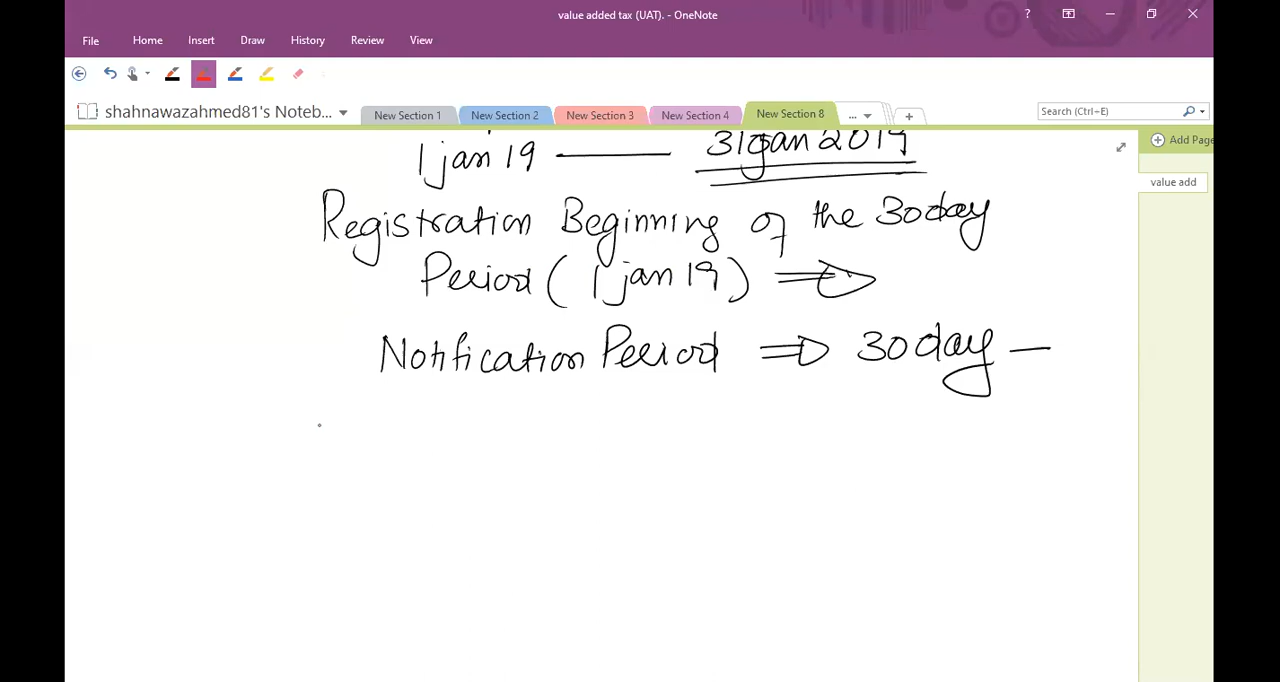 value added tax (UAT). - OneNote
?
File Home Insert Draw History Review View
shahnawazahmed81's Noteb... New Section 1 New Section 2 New Section 3 New Section 4 New Section 8 ... + Search (Ctrl+E)
Add Page
value add
1 jan 19 — 31 jan 2019
Registration Beginning of the 30 day
Period ( 1 jan 19 ) ⇒
Notification Period ⇒ 30 day —